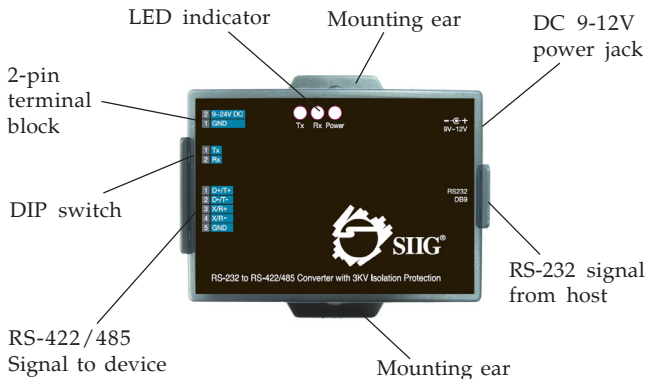 LED indicator
Mounting ear
DC 9-12V
power jack
2-pin
terminal
block
2 9~24V DC
1 GND
Tx Rx Power
9V~12V
1 Tx
2 Rx
DIP switch
1 D+/T+
2 D-/T-
3 X/R+
4 X/R-
5 GND
RS232
DB9
SIIG®
RS-232 to RS-422/485 Converter with 3KV Isolation Protection
RS-232 signal
from host
RS-422/485
Signal to device
Mounting ear